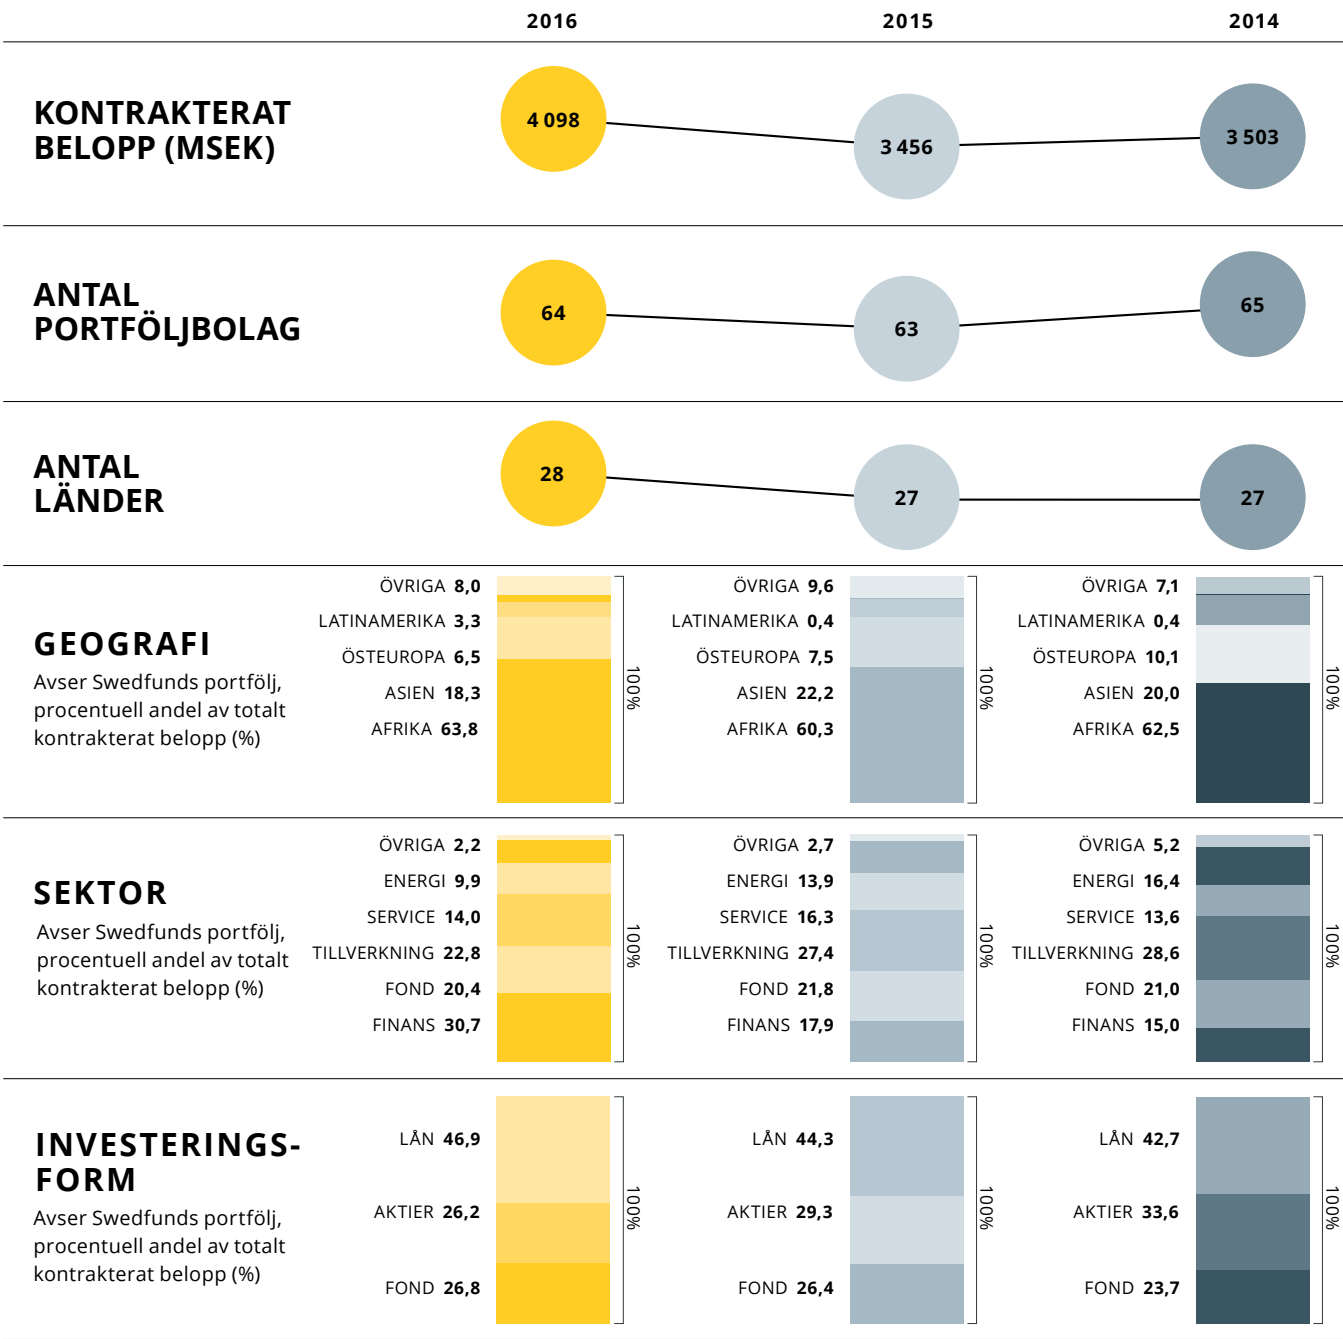 2016 2015 2014
KONTRAKTERAT
BELOPP (MSEK)
4 098 3 456 3 503
ANTAL
PORTFÖLJBOLAG
64 63 65
ANTAL
LÄNDER
28 27 27
GEOGRAFI
Avser Swedfunds portfölj,
procentuell andel av totalt
kontrakterat belopp (%)
ÖVRIGA 8,0
LATINAMERIKA 3,3
ÖSTEUROPA 6,5
ASIEN 18,3
AFRIKA 63,8
100%
ÖVRIGA 9,6
LATINAMERIKA 0,4
ÖSTEUROPA 7,5
ASIEN 22,2
AFRIKA 60,3
100%
ÖVRIGA 7,1
LATINAMERIKA 0,4
ÖSTEUROPA 10,1
ASIEN 20,0
AFRIKA 62,5
100%
SEKTOR
Avser Swedfunds portfölj,
procentuell andel av totalt
kontrakterat belopp (%)
ÖVRIGA 2,2
ENERGI 9,9
SERVICE 14,0
TILLVERKNING 22,8
FOND 20,4
FINANS 30,7
100%
ÖVRIGA 2,7
ENERGI 13,9
SERVICE 16,3
TILLVERKNING 27,4
FOND 21,8
FINANS 17,9
100%
ÖVRIGA 5,2
ENERGI 16,4
SERVICE 13,6
TILLVERKNING 28,6
FOND 21,0
FINANS 15,0
100%
INVESTERINGS-
FORM
Avser Swedfunds portfölj,
procentuell andel av totalt
kontrakterat belopp (%)
LÅN 46,9
AKTIER 26,2
FOND 26,8
100%
LÅN 44,3
AKTIER 29,3
FOND 26,4
100%
LÅN 42,7
AKTIER 33,6
FOND 23,7
100%